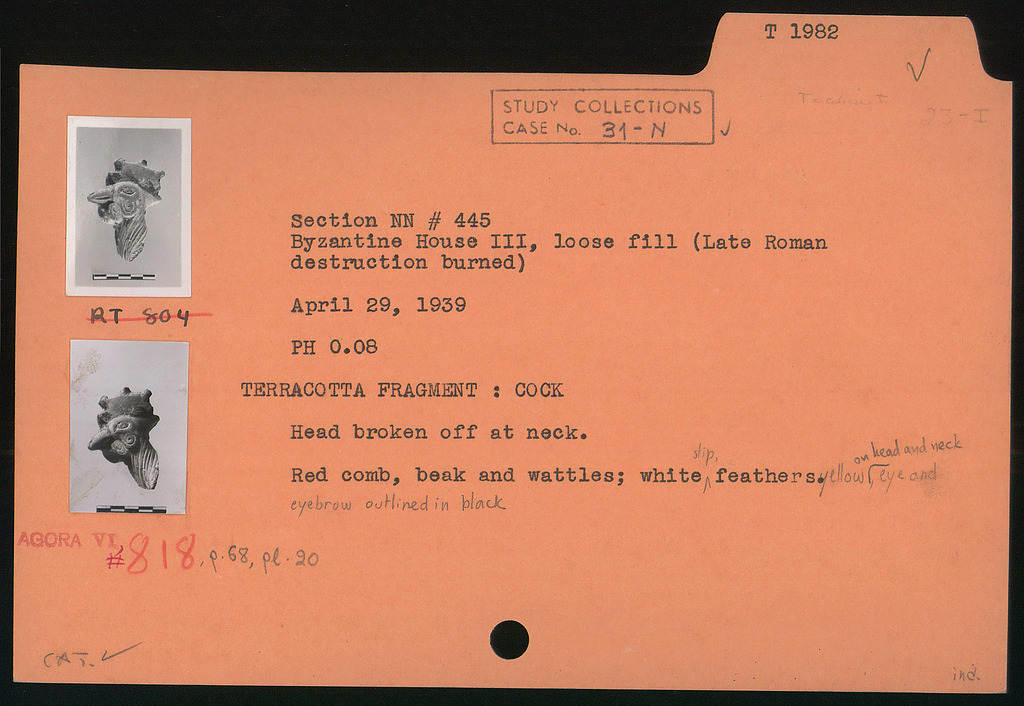 T 1982
STUDY COLLECTIONS
CASE No. 31-N
23-I
RT 804
Section NN # 445
Byzantine House III, loose fill (Late Roman
destruction burned)
April 29, 1939
PH 0.08
TERRACOTTA FRAGMENT : COCK
Head broken off at neck.
slip, on head and neck
Red comb, beak and wattles; white feathers. yellow, eye and
eyebrow outlined in black
AGORA VI,
#818, p.68, pl.20
CAT.
ind.